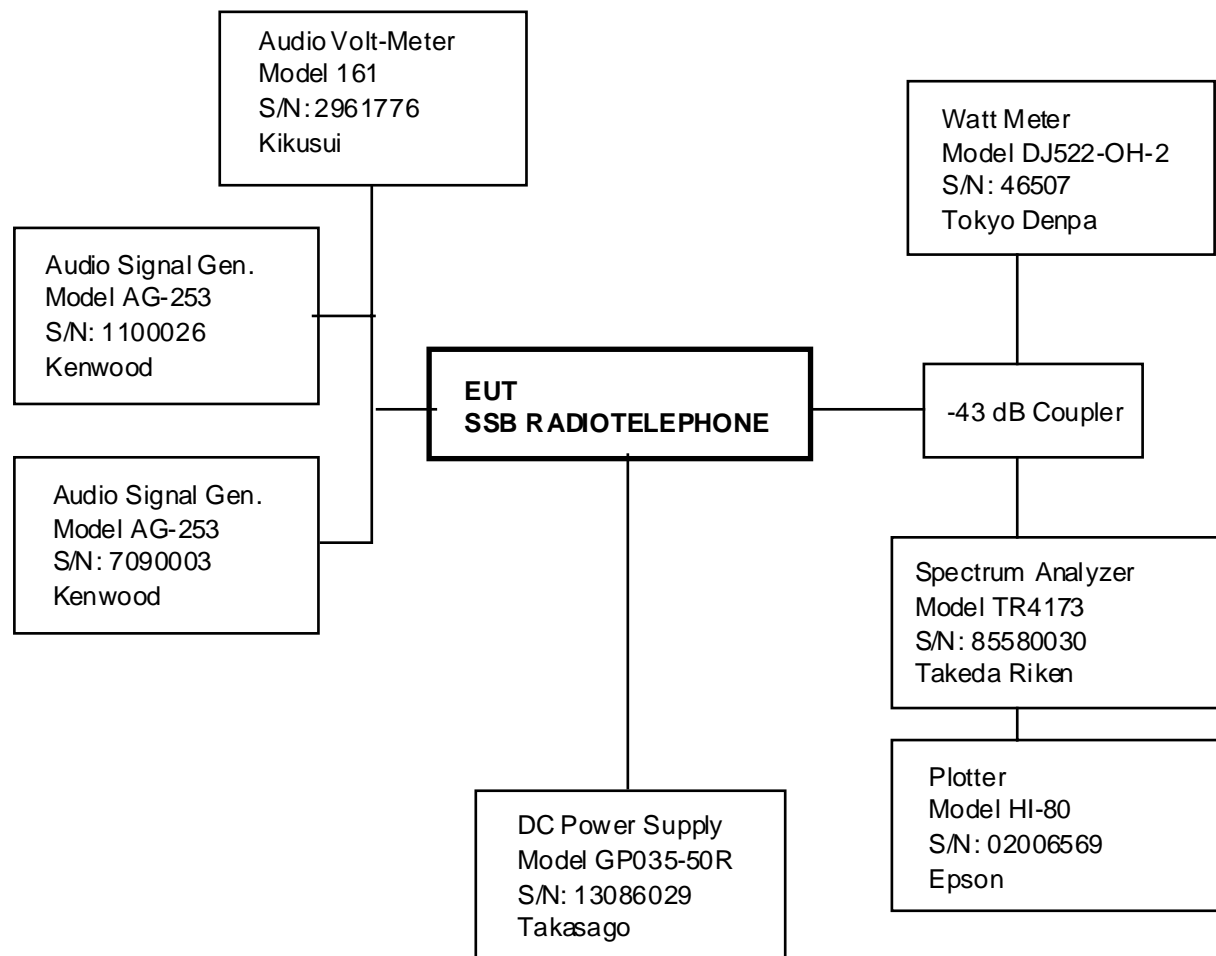 Audio Volt-Meter
Model 161
S/N: 2961776
Kikusui
Watt Meter
Model DJ522-OH-2
S/N: 46507
Tokyo Denpa
Audio Signal Gen.
Model AG-253
S/N: 1100026
Kenwood
EUT
SSB RADIOTELEPHONE
-43 dB Coupler
Audio Signal Gen.
Model AG-253
S/N: 7090003
Kenwood
Spectrum Analyzer
Model TR4173
S/N: 85580030
Takeda Riken
DC Power Supply
Model GP035-50R
S/N: 13086029
Takasago
Plotter
Model HI-80
S/N: 02006569
Epson